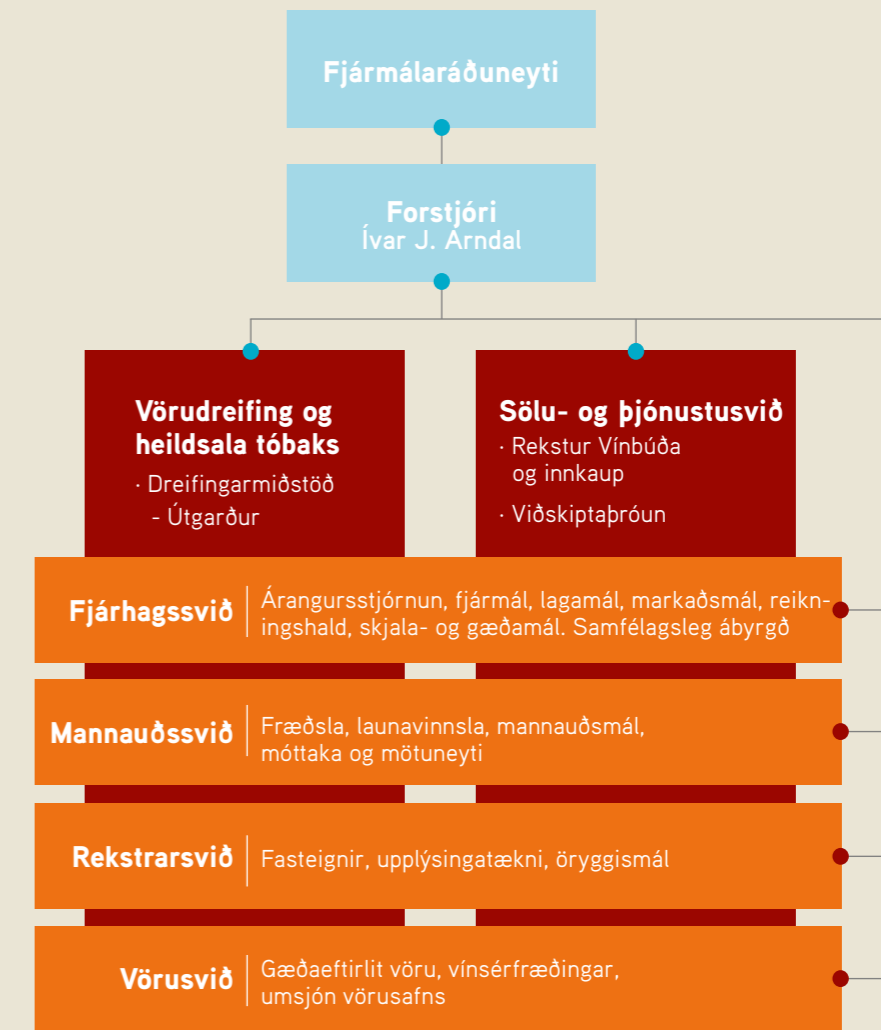 Fjármálaráðuneyti
Forstjóri
Ívar J. Arndal
Vörudreifing og
heildsala tóbaks
· Dreifingarmiðstöð
- Útgarður
Sölu- og þjónustusvið
· Rekstur Vínbúða
og innkaup
· Viðskiptaþróun
Fjárhagssvið
Árangursstjórnun, fjármál, lagamál, markaðsmál, reikn-
ingshald, skjala- og gæðamál. Samfélagsleg ábyrgð
Mannauðssvið
Fræðsla, launavinnsla, mannauðsmál,
móttaka og mötuneyti
Rekstrarsvið
Fasteignir, upplýsingatækni, öryggismál
Vörusvið
Gæðaeftirlit vöru, vínsérfræðingar,
umsjón vörusafns